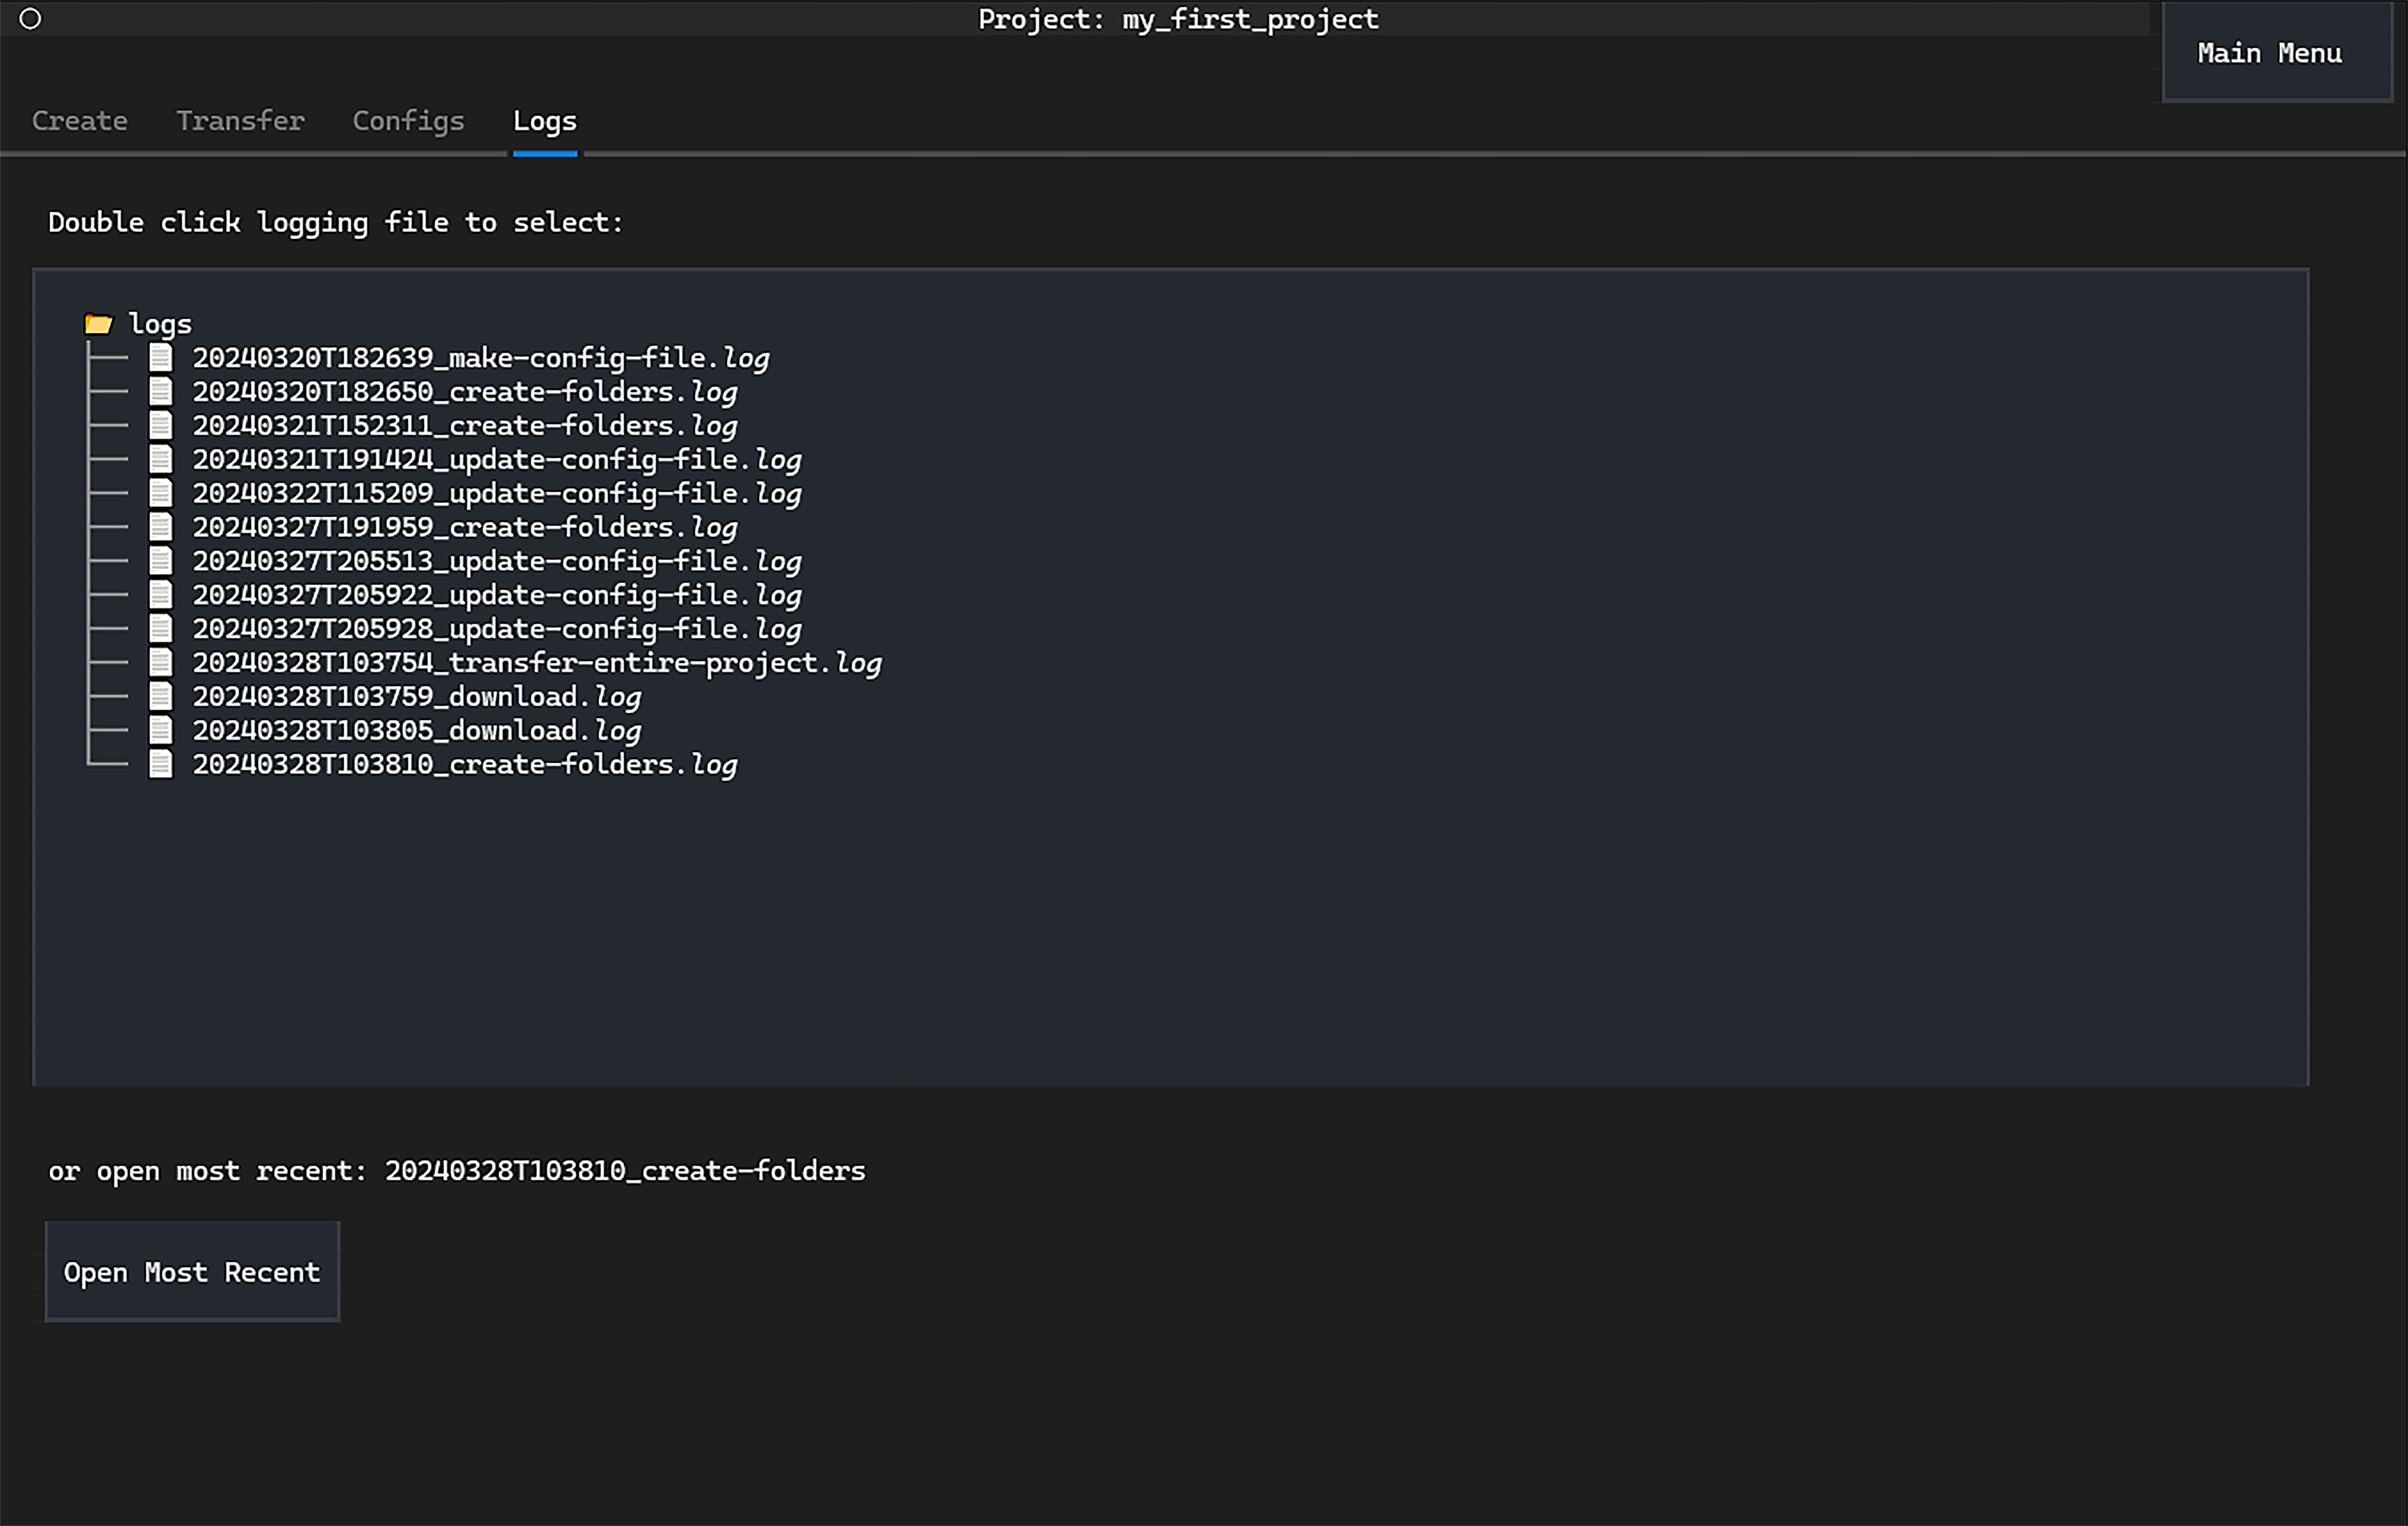 Project: my_first_project
Main Menu
Create Transfer Configs Logs
Double click logging file to select:
logs
20240320T182639_make-config-file.log
20240320T182650_create-folders.log
20240321T152311_create-folders.log
20240321T191424_update-config-file.log
20240322T115209_update-config-file.log
20240327T191959_create-folders.log
20240327T205513_update-config-file.log
20240327T205922_update-config-file.log
20240327T205928_update-config-file.log
20240328T103754_transfer-entire-project.log
20240328T103759_download.log
20240328T103805_download.log
20240328T103810_create-folders.log
or open most recent: 20240328T103810_create-folders
Open Most Recent